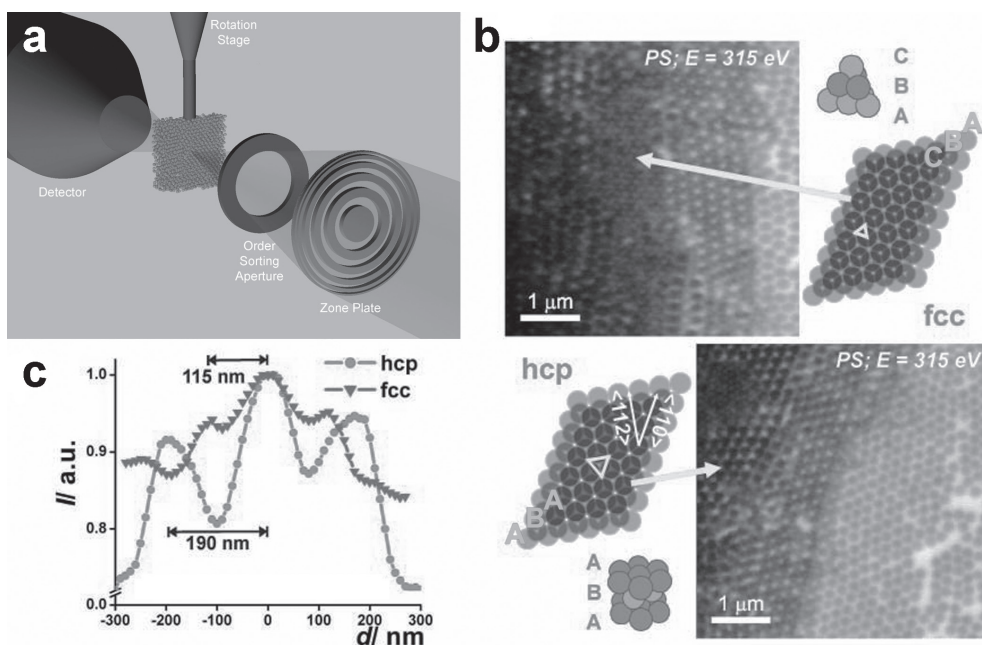 a
Rotation
Stage
Detector
Order
Sorting
Aperture
Zone Plate
b
PS; E = 315 eV
C
B
A
A
B
C
1 μm
fcc
c
1.0
0.9
0.8
0.0
I/ a.u.
115 nm
hcp
fcc
190 nm
-300 -200 -100 0 100 200 300
d/ nm
hcp
<112>
<110>
A
B
A
A
B
A
PS; E = 315 eV
1 μm